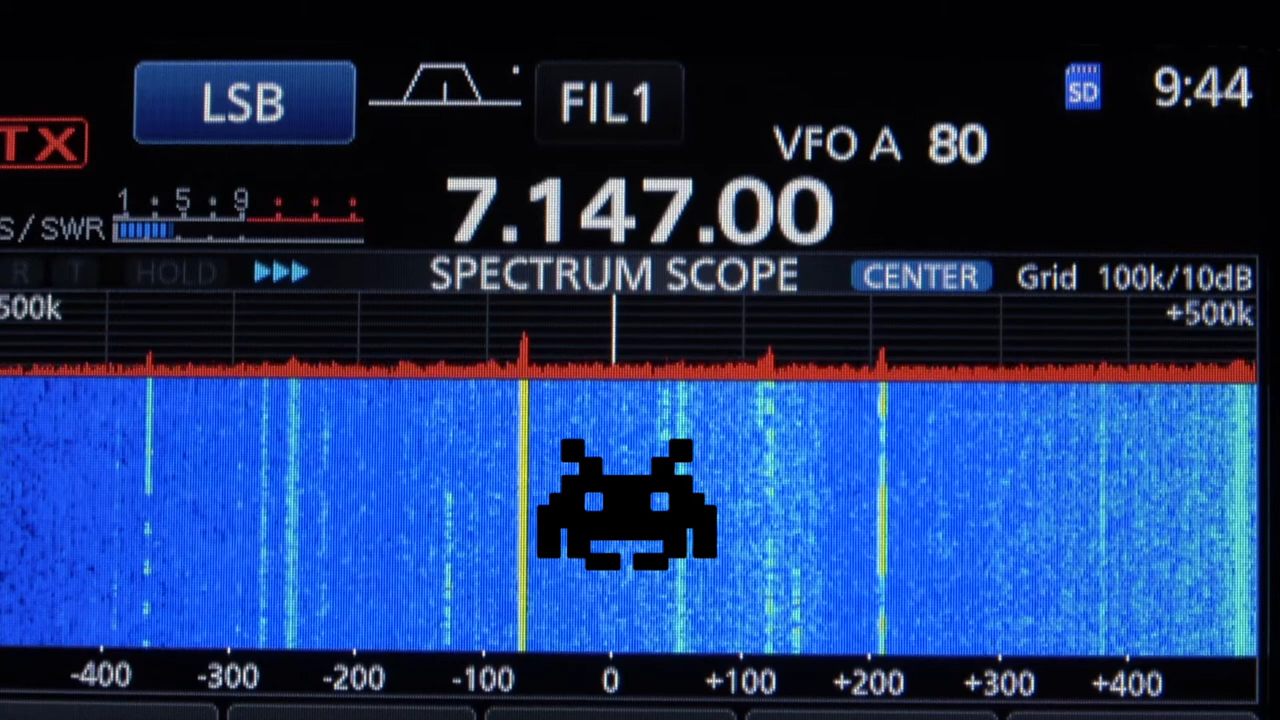 LSB FIL1 SD 9:44
TX VFO A 80
1 5 9 7.147.00
S/SWR
R T HOLD SPECTRUM SCOPE CENTER Grid 100k/10dB
500k +500k
-400 -300 -200 -100 0 +100 +200 +300 +400